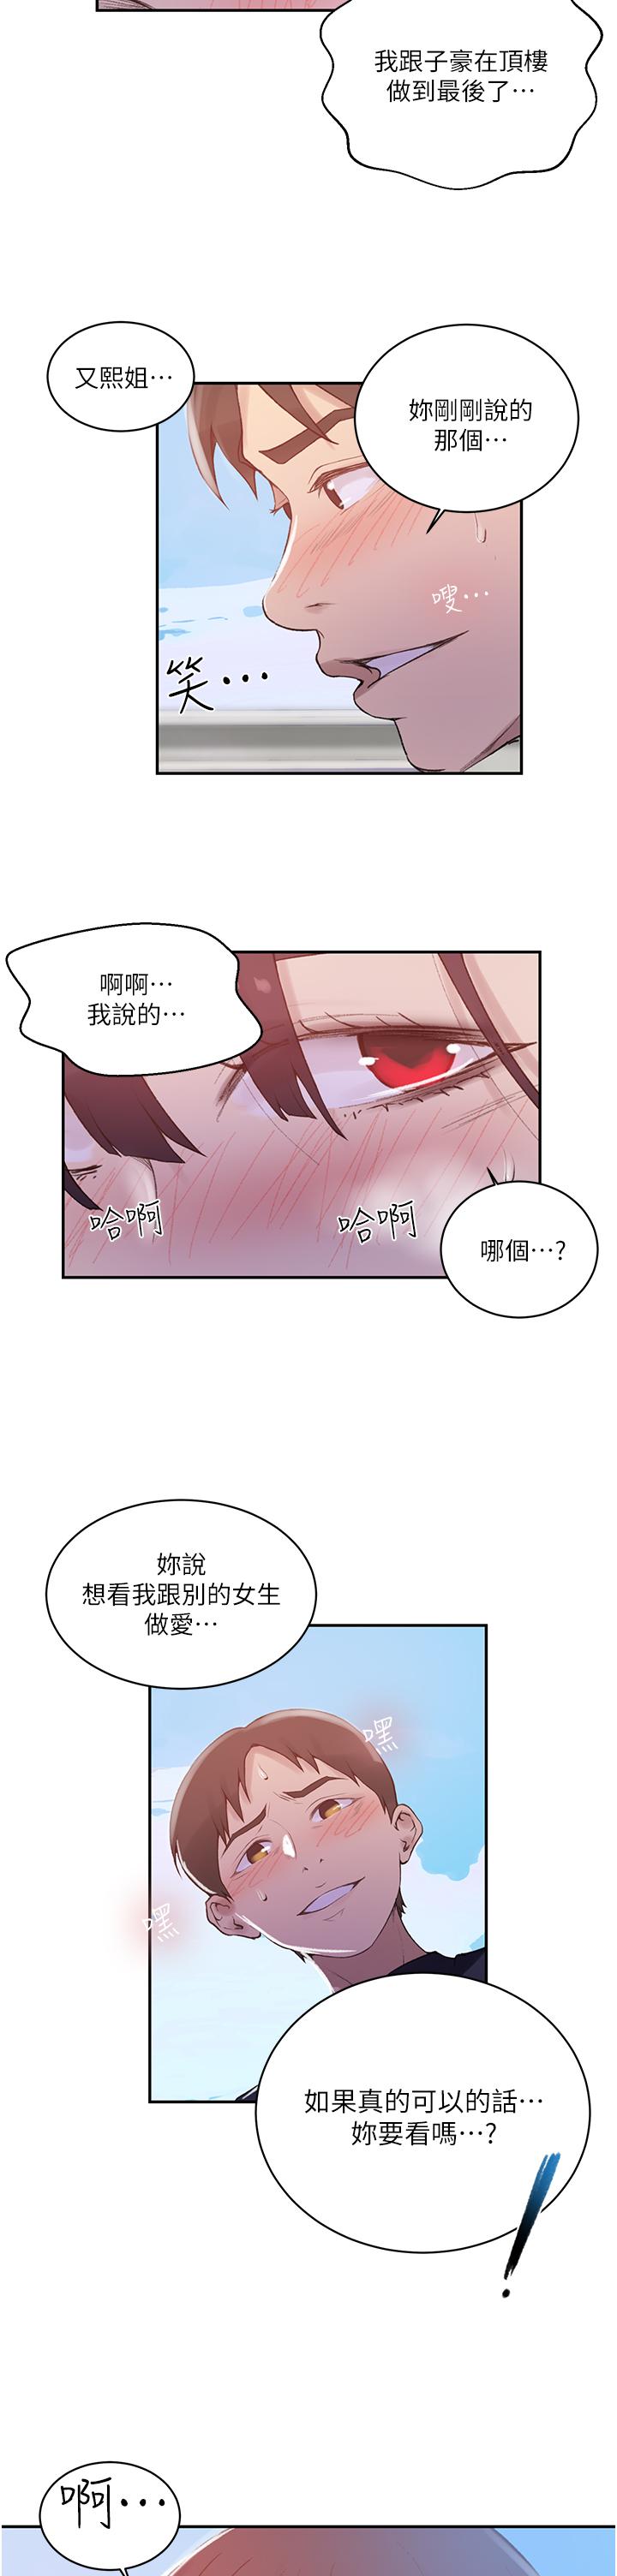 我跟子豪在頂樓
做到最後了…
又熙姐…
妳剛剛說的
那個…
嗖…
笑…
啊啊…
我說的…
哈啊
哈啊
哪個…?
妳說
想看我跟別的女生
做愛…
嘿
嘿
如果真的可以的話…
妳要看嗎…?
!
啊…